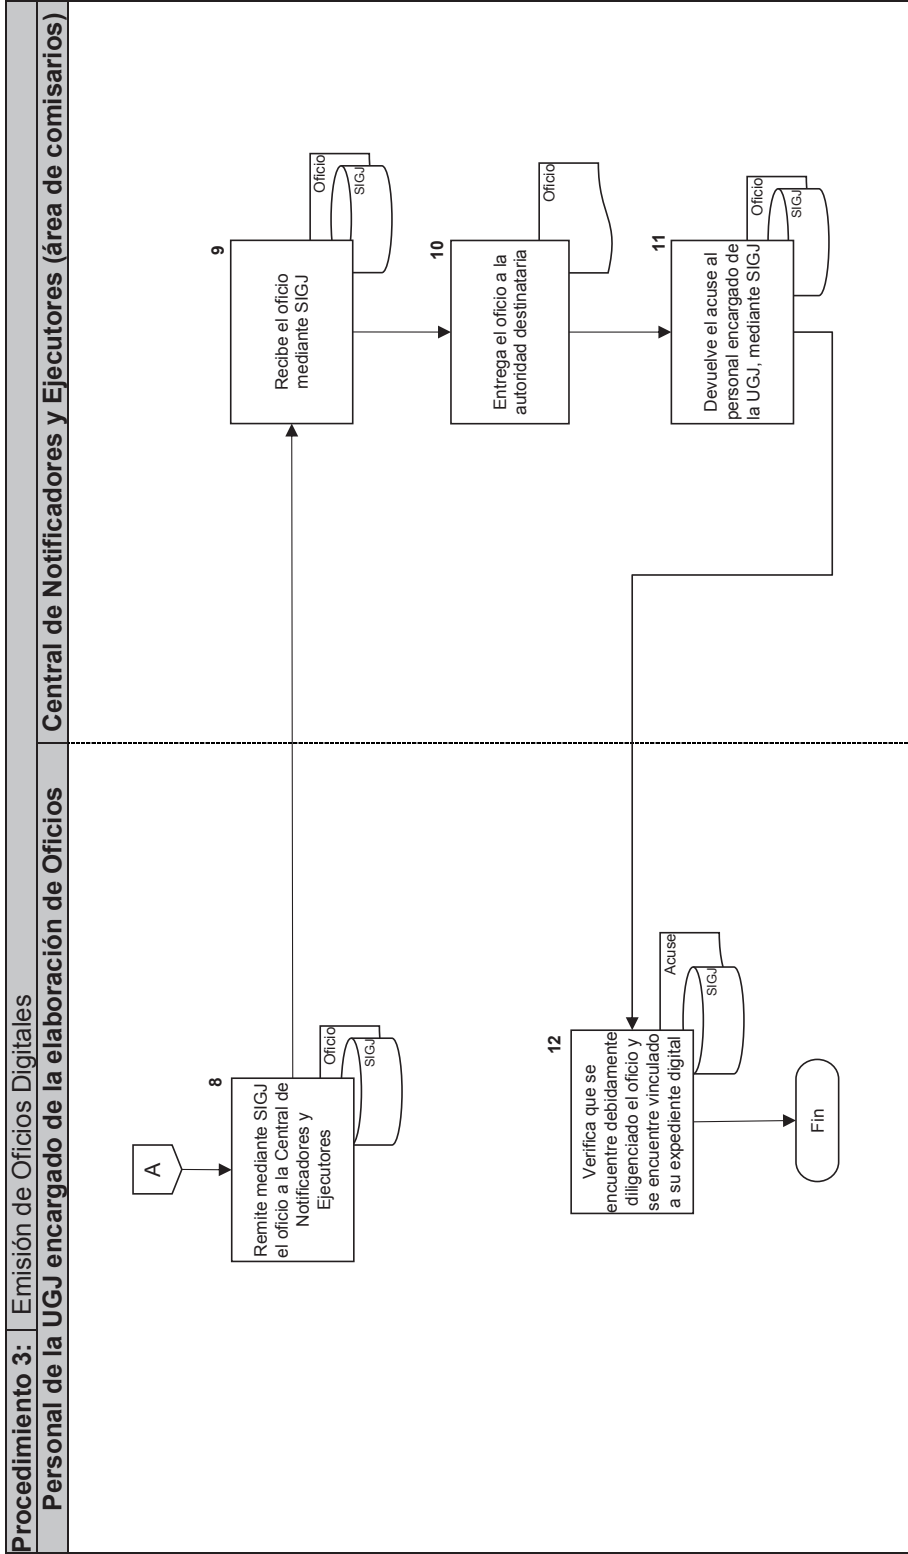 Procedimiento 3: Emisión de Oficios Digitales
Personal de la UGJ encargado de la elaboración de Oficios
Central de Notificadores y Ejecutores (área de comisarios)
A
8
Remite mediante SIGJ
el oficio a la Central de
Notificadores y
Ejecutores
Oficio
SIGJ
9
Recibe el oficio
mediante SIGJ
Oficio
SIGJ
10
Entrega el oficio a la
autoridad destinataria
Oficio
11
Devuelve el acuse al
personal encargado de
la UGJ, mediante SIGJ
Oficio
SIGJ
12
Verifica que se
encuentre debidamente
diligenciado el oficio y
se encuentre vinculado
a su expediente digital
Acuse
SIGJ
Fin